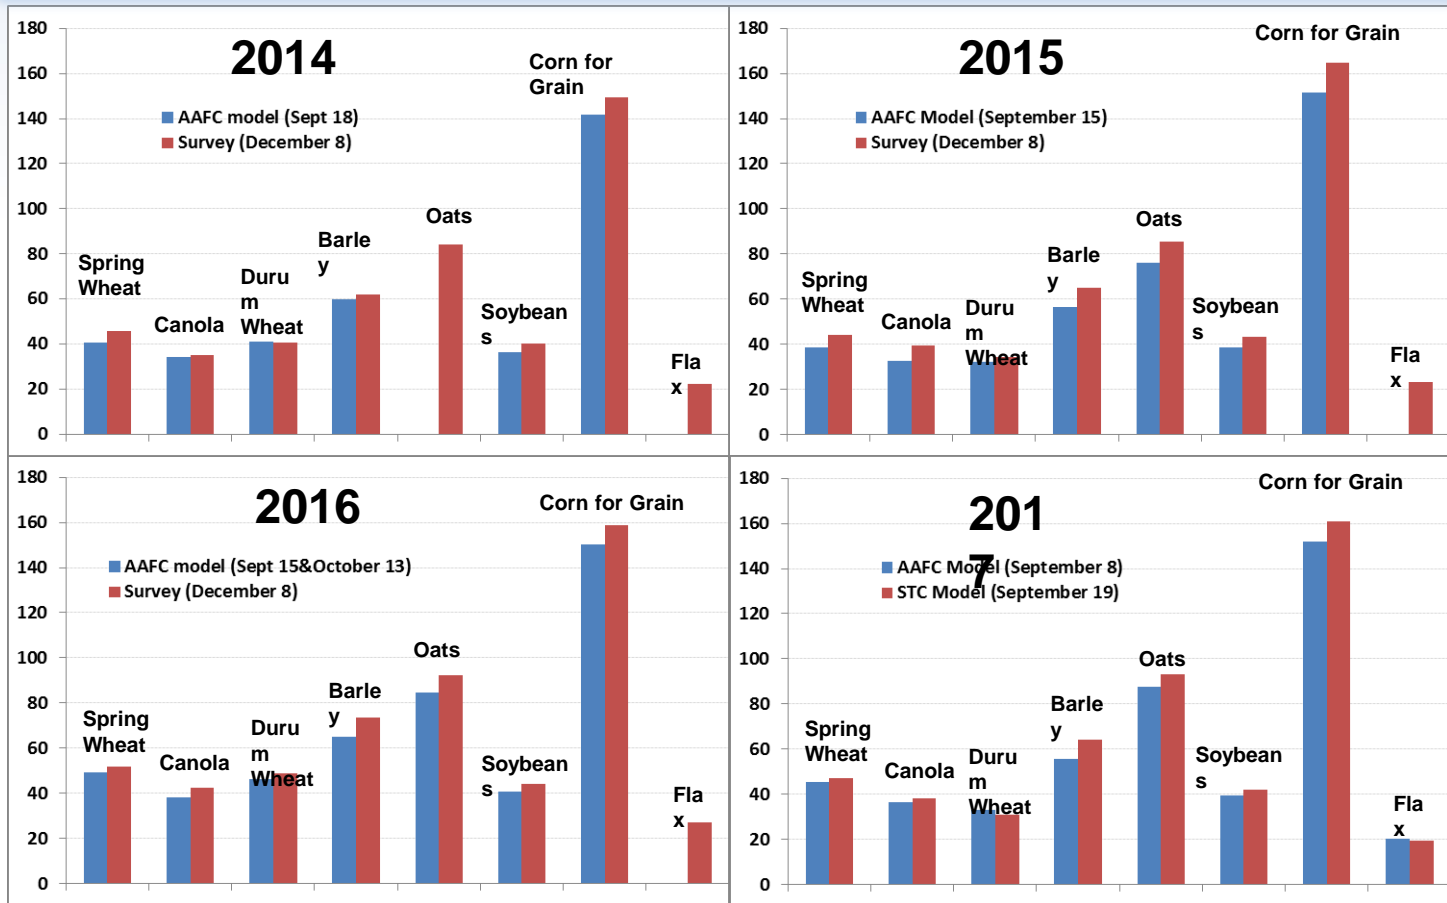 180
160
140
120
100
80
60
40
20
0
2014
AAFC model (Sept 18)
Survey (December 8)
Spring
Wheat
Canola
Duru
m
Wheat
Barle
y
Oats
Soybean
s
Corn for
Grain
Fla
x
180
160
140
120
100
80
60
40
20
0
2015
AAFC Model (September 15)
Survey (December 8)
Spring
Wheat
Canola
Duru
m
Wheat
Barle
y
Oats
Soybean
s
Corn for Grain
Fla
x
180
160
140
120
100
80
60
40
20
0
2016
AAFC model (Sept 15&October 13)
Survey (December 8)
Spring
Wheat
Canola
Duru
m
Wheat
Barle
y
Oats
Soybean
s
Corn for Grain
Fla
x
180
160
140
120
100
80
60
40
20
0
201
7
AAFC Model (September 8)
STC Model (September 19)
Spring
Wheat
Canola
Duru
m
Wheat
Barle
y
Oats
Soybean
s
Corn for Grain
Fla
x